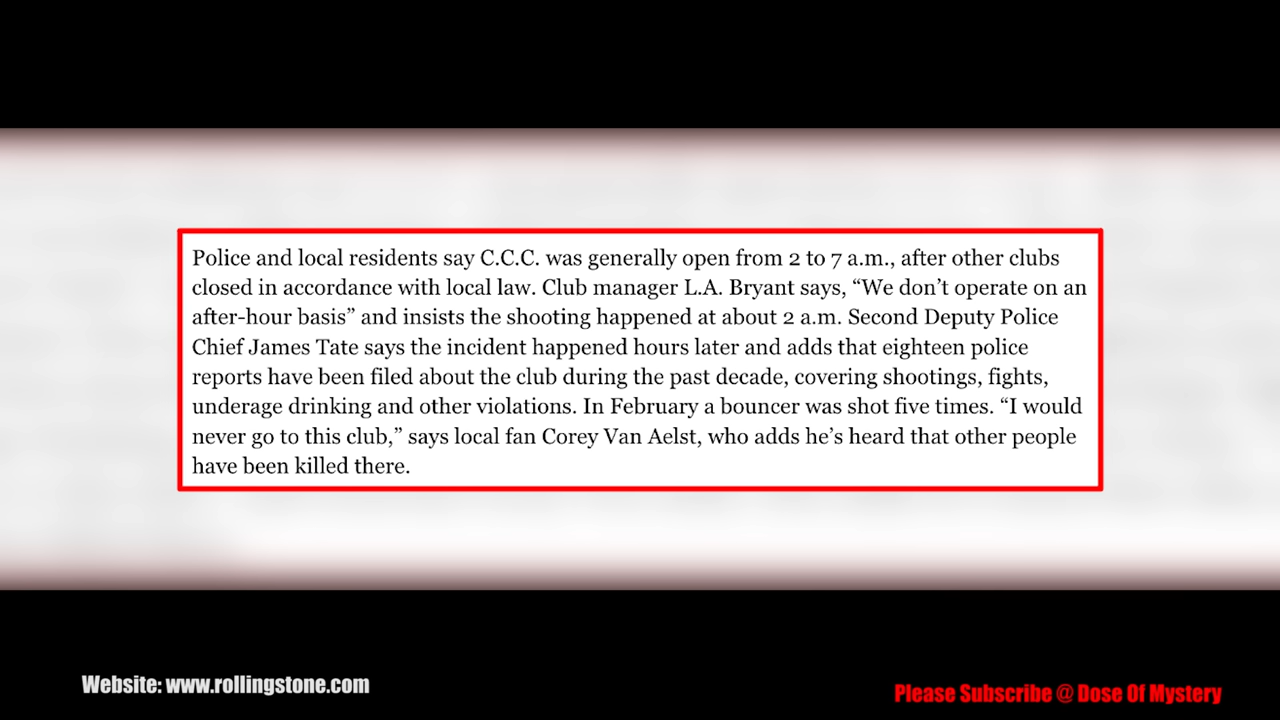 Police and local residents say C.C.C. was generally open from 2 to 7 a.m., after other clubs
closed in accordance with local law. Club manager L.A. Bryant says, “We don’t operate on an
after-hour basis” and insists the shooting happened at about 2 a.m. Second Deputy Police
Chief James Tate says the incident happened hours later and adds that eighteen police
reports have been filed about the club during the past decade, covering shootings, fights,
underage drinking and other violations. In February a bouncer was shot five times. “I would
never go to this club,” says local fan Corey Van Aelst, who adds he’s heard that other people
have been killed there.
Website: www.rollingstone.com
Please Subscribe @ Dose Of Mystery